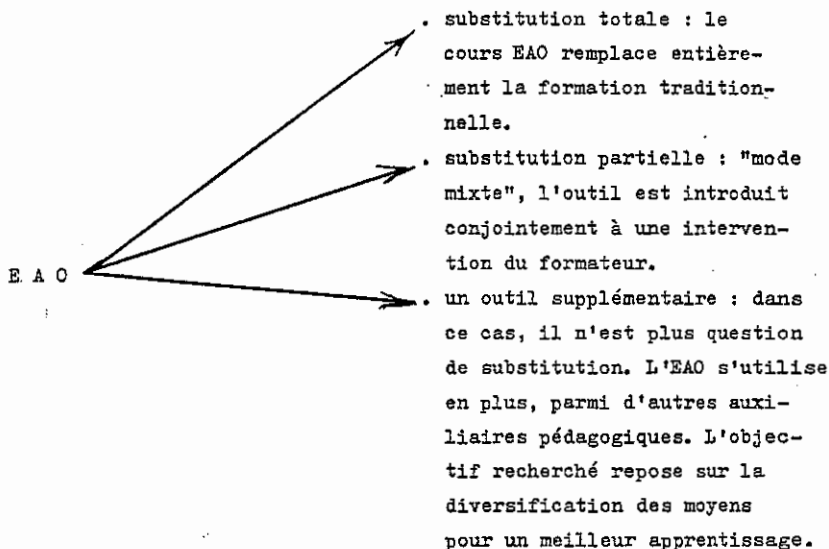 . substitution totale : le
cours EAO remplace entière-
ment la formation tradition-
nelle.
. substitution partielle : "mode
mixte", l'outil est introduit
conjointement à une interven-
tion du formateur.
E A O
. un outil supplémentaire : dans
ce cas, il n'est plus question
de substitution. L'EAO s'utilise
en plus, parmi d'autres auxi-
liaires pédagogiques. L'objec-
tif recherché repose sur la
diversification des moyens
pour un meilleur apprentissage.